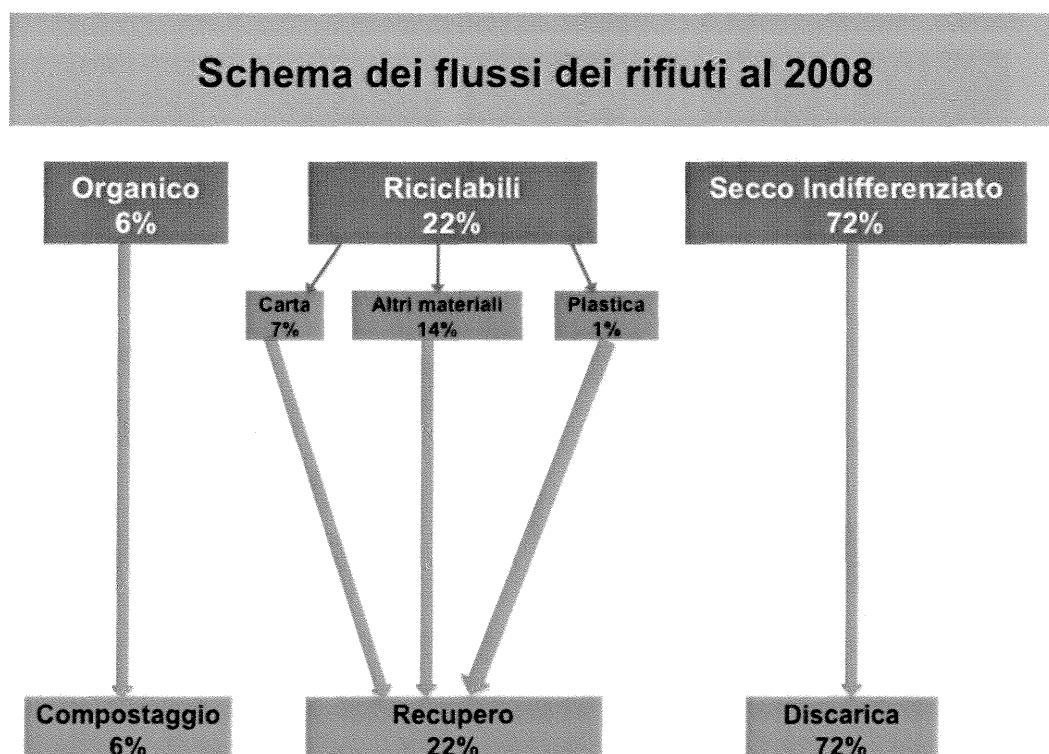 Schema dei flussi dei rifiuti al 2008
Organico
6%
Riciclabili
22%
Secco Indifferenziato
72%
Carta
7%
Altri materiali
14%
Plastica
1%
Compostaggio
6%
Recupero
22%
Discarica
72%